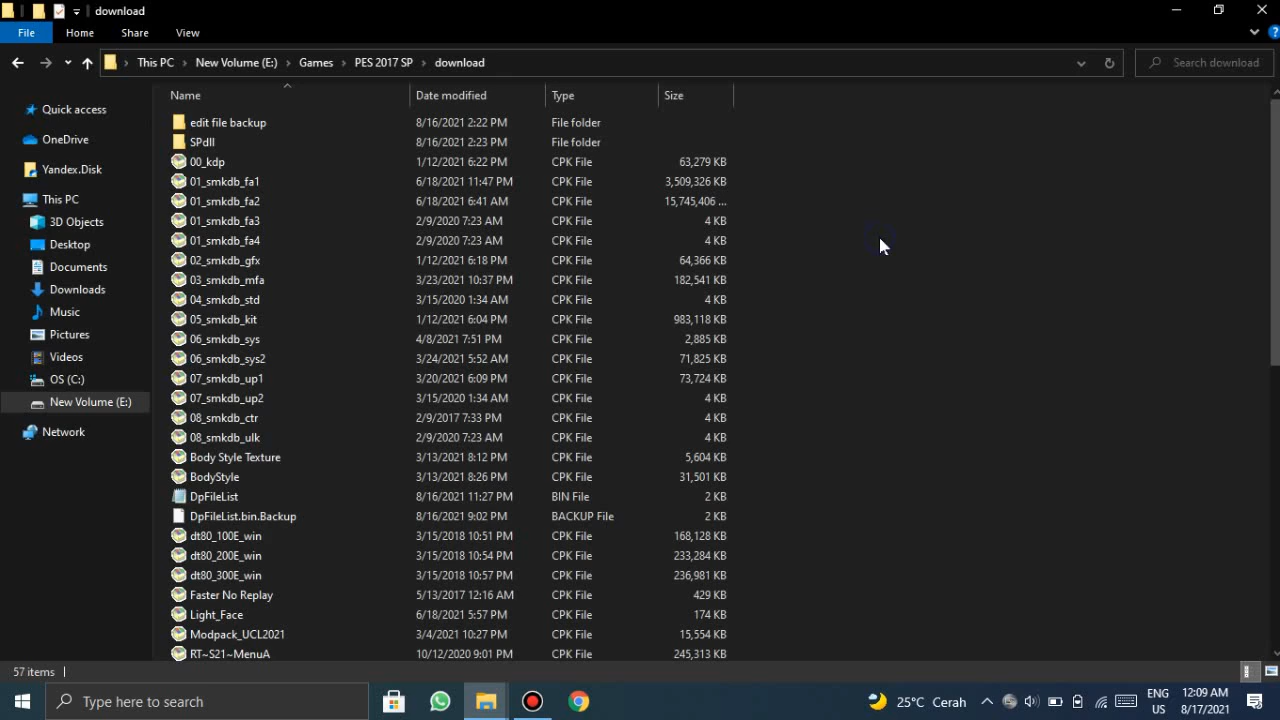 download
File Home Share View
This PC New Volume (E:) Games PES 2017 SP download Search download
Quick access
OneDrive
Yandex.Disk
This PC
3D Objects
Desktop
Documents
Downloads
Music
Pictures
Videos
OS (C:)
New Volume (E:)
Network
Name Date modified Type Size
edit file backup 8/16/2021 2:22 PM File folder
SPdll 8/16/2021 2:23 PM File folder
00_kdp 1/12/2021 6:22 PM CPK File 63,279 KB
01_smkdb_fa1 6/18/2021 11:47 PM CPK File 3,509,326 KB
01_smkdb_fa2 6/18/2021 6:41 AM CPK File 15,745,406 ...
01_smkdb_fa3 2/9/2020 7:23 AM CPK File 4 KB
01_smkdb_fa4 2/9/2020 7:23 AM CPK File 4 KB
02_smkdb_gfx 1/12/2021 6:18 PM CPK File 64,366 KB
03_smkdb_mfa 3/23/2021 10:37 PM CPK File 182,541 KB
04_smkdb_std 3/15/2020 1:34 AM CPK File 4 KB
05_smkdb_kit 1/12/2021 6:04 PM CPK File 983,118 KB
06_smkdb_sys 4/8/2021 7:51 PM CPK File 2,885 KB
06_smkdb_sys2 3/24/2021 5:52 AM CPK File 71,825 KB
07_smkdb_up1 3/20/2021 6:09 PM CPK File 73,724 KB
07_smkdb_up2 3/15/2020 1:34 AM CPK File 4 KB
08_smkdb_ctr 2/9/2017 7:33 PM CPK File 4 KB
08_smkdb_ulk 2/9/2020 7:23 AM CPK File 4 KB
Body Style Texture 3/13/2021 8:12 PM CPK File 5,604 KB
BodyStyle 3/13/2021 8:26 PM CPK File 31,501 KB
DpFileList 8/16/2021 11:27 PM BIN File 2 KB
DpFileList.bin.Backup 8/16/2021 9:02 PM BACKUP File 2 KB
dt80_100E_win 3/15/2018 10:51 PM CPK File 168,128 KB
dt80_200E_win 3/15/2018 10:54 PM CPK File 233,284 KB
dt80_300E_win 3/15/2018 10:57 PM CPK File 236,981 KB
Faster No Replay 5/13/2017 12:16 AM CPK File 429 KB
Light_Face 6/18/2021 5:57 PM CPK File 174 KB
Modpack_UCL2021 3/4/2021 10:27 PM CPK File 15,554 KB
RT~S21~MenuA 10/12/2020 9:01 PM CPK File 245,313 KB
57 items
Type here to search
25°C Cerah
ENG
US
12:09 AM
8/17/2021